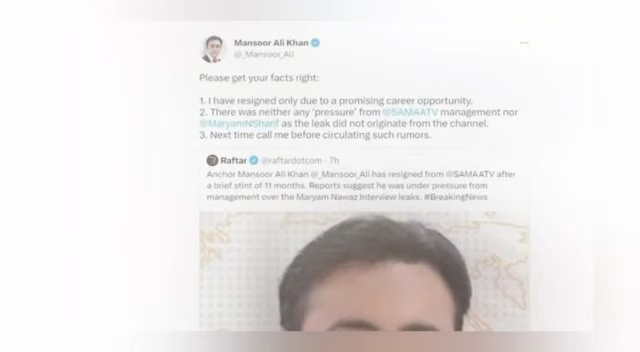 Mansoor Ali Khan
@_Mansoor_Ali
Please get your facts right:
1. I have resigned only due to a promising career opportunity.
2. There was neither any 'pressure' from @SAMAATV management nor
@MaryamNSharif as the leak did not originate from the channel.
3. Next time call me before circulating such rumors.
Raftar @raftardotcom · 7h
Anchor Mansoor Ali Khan @_Mansoor_Ali has resigned from @SAMAATV after
a brief stint of 11 months. Reports suggest he was under pressure from
management over the Maryam Nawaz Interview leaks. #BreakingNews